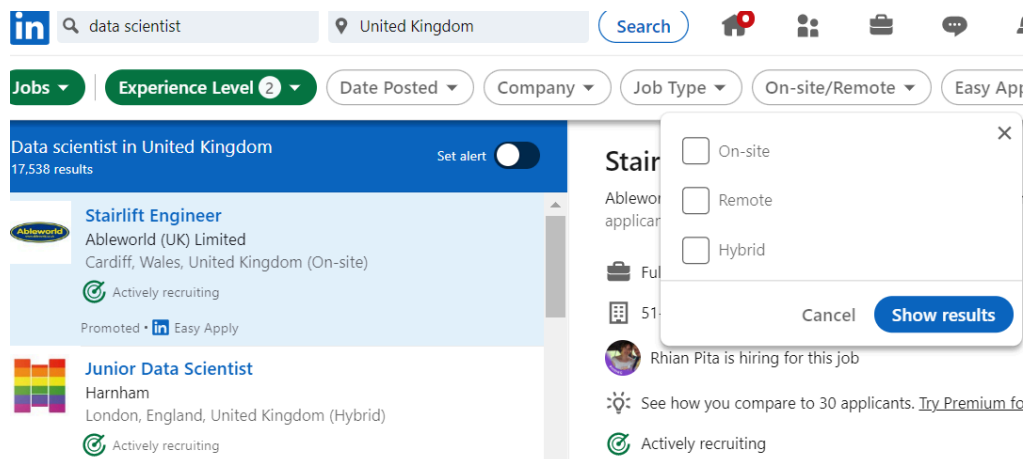 in data scientist United Kingdom Search
Jobs Experience Level 2 Date Posted Company Job Type On-site/Remote Easy App
Data scientist in United Kingdom
17,538 results
Set alert
Stairlift Engineer
Ableworld
Ableworld (UK) Limited
Cardiff, Wales, United Kingdom (On-site)
Actively recruiting
Promoted • in Easy Apply
Junior Data Scientist
Harnham
London, England, United Kingdom (Hybrid)
Actively recruiting
Stair
Ablewor
applicar
Ful
51-
On-site
Remote
Hybrid
Cancel Show results
Rhian Pita is hiring for this job
See how you compare to 30 applicants. Try Premium fo
Actively recruiting